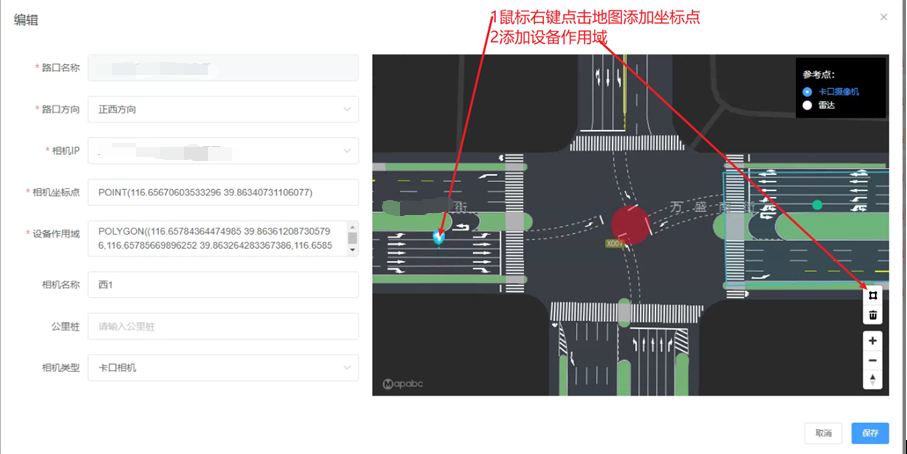 编辑
1鼠标右键点击地图添加坐标点
2添加设备作用域
* 路口名称
* 路口方向
正西方向
* 相机IP
* 相机坐标点
POINT(116.65670603533296 39.86340731106077)
* 设备作用域
POLYGON((116.65784364474985 39.8636120873057
6,116.65785669896252 39.863264283367386,116.6585
相机名称
西1
公里桩
请输入公里桩
相机类型
卡口相机
参考点:
卡口摄像机
雷达
街
万 盛 南 街
Mapabc
取消
保存